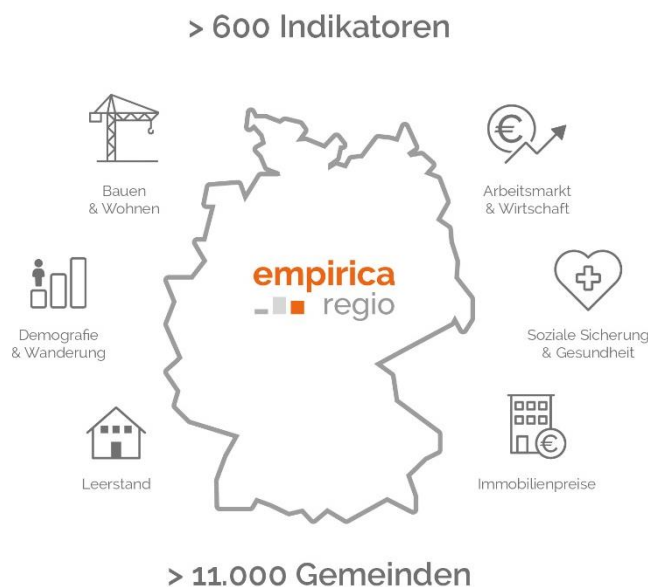 > 600 Indikatoren
Bauen
& Wohnen
Arbeitsmarkt
& Wirtschaft
empirica
regio
Demografie
& Wanderung
Soziale Sicherung
& Gesundheit
Leerstand
Immobilienpreise
> 11.000 Gemeinden